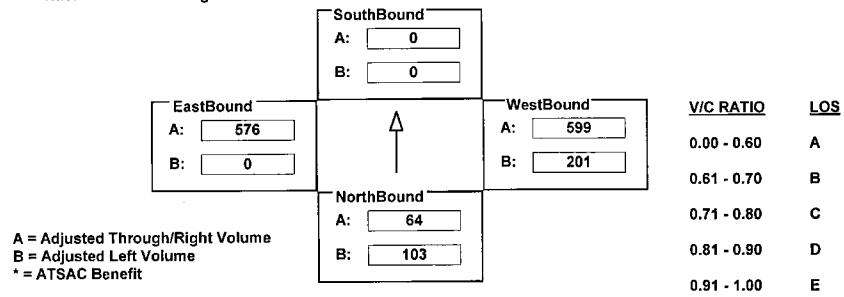 SouthBound
A: 0
B: 0
EastBound
A: 576
B: 0
WestBound
A: 599
B: 201
NorthBound
A: 64
B: 103
A = Adjusted Through/Right Volume
B = Adjusted Left Volume
* = ATSAC Benefit
V/C RATIO LOS
0.00 - 0.60 A
0.61 - 0.70 B
0.71 - 0.80 C
0.81 - 0.90 D
0.91 - 1.00 E